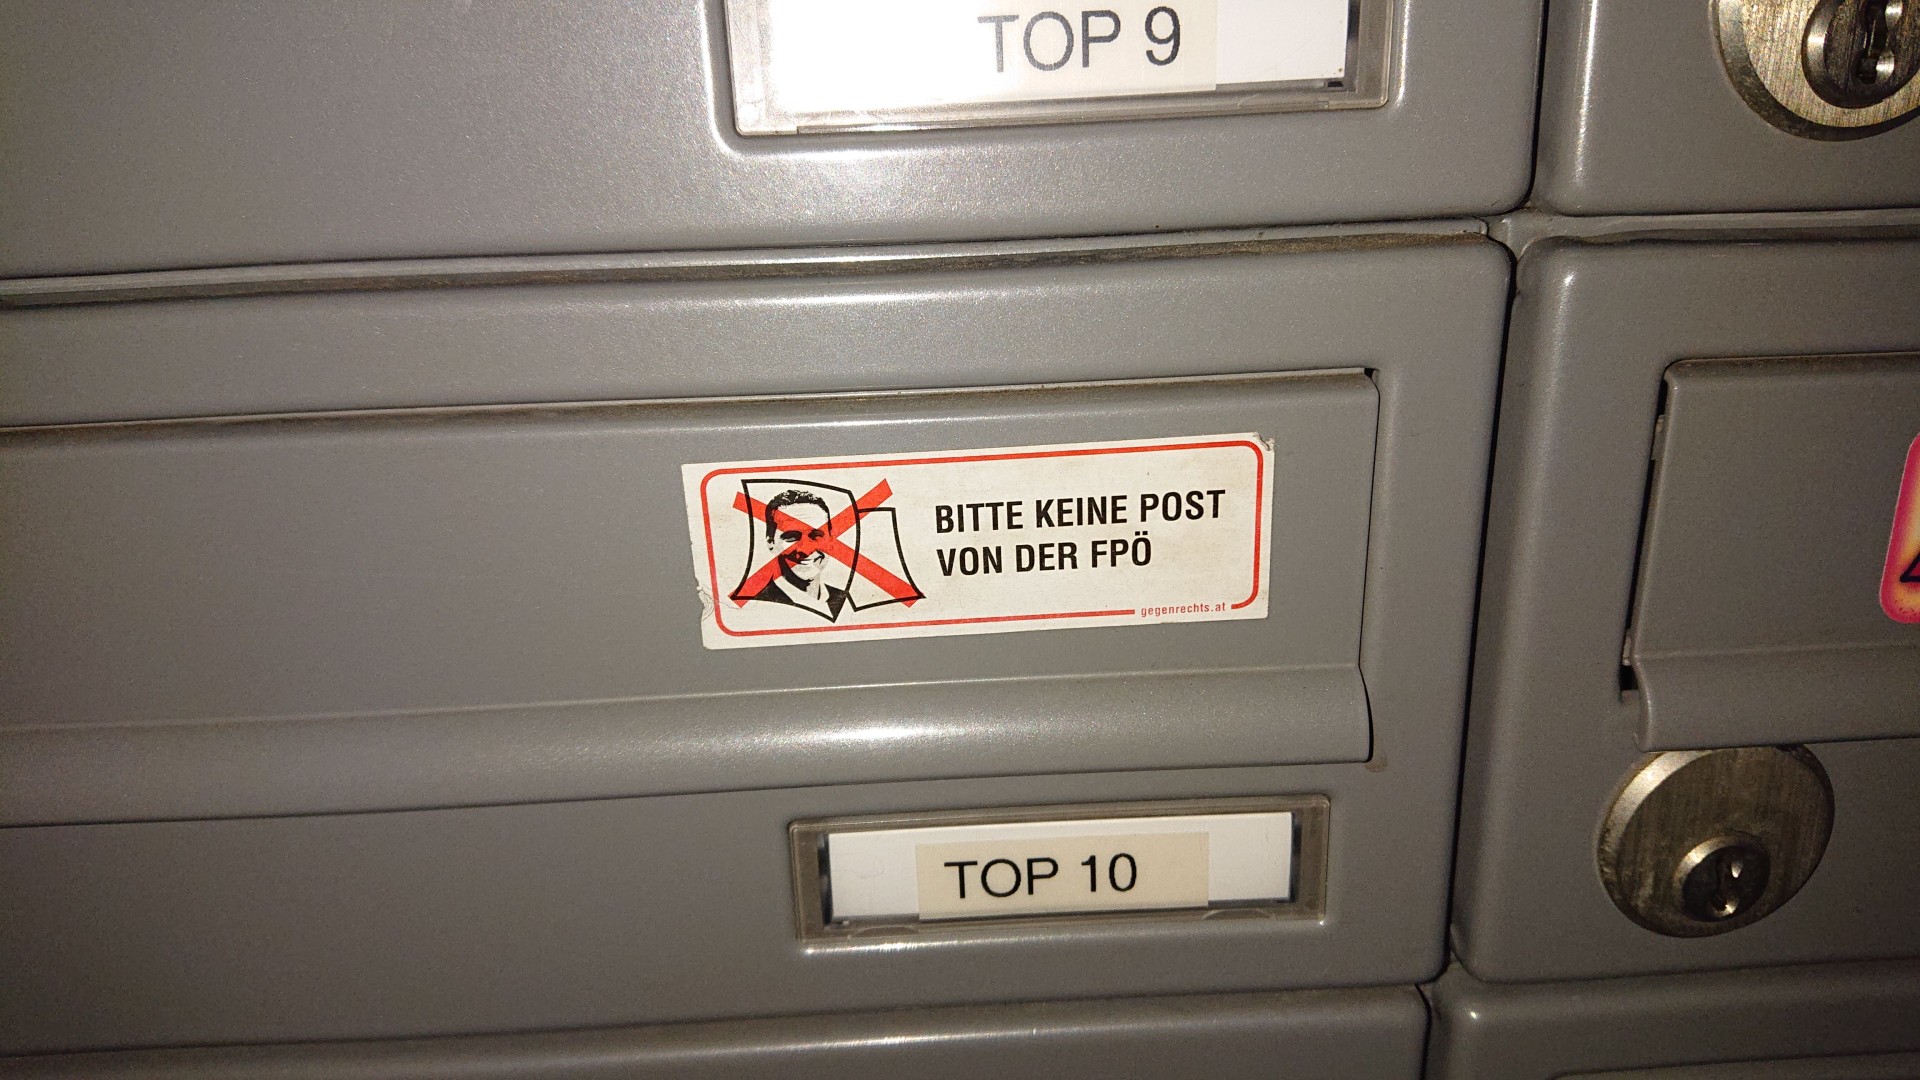 TOP 9
BITTE KEINE POST
VON DER FPÖ
gegenrechts.at
TOP 10